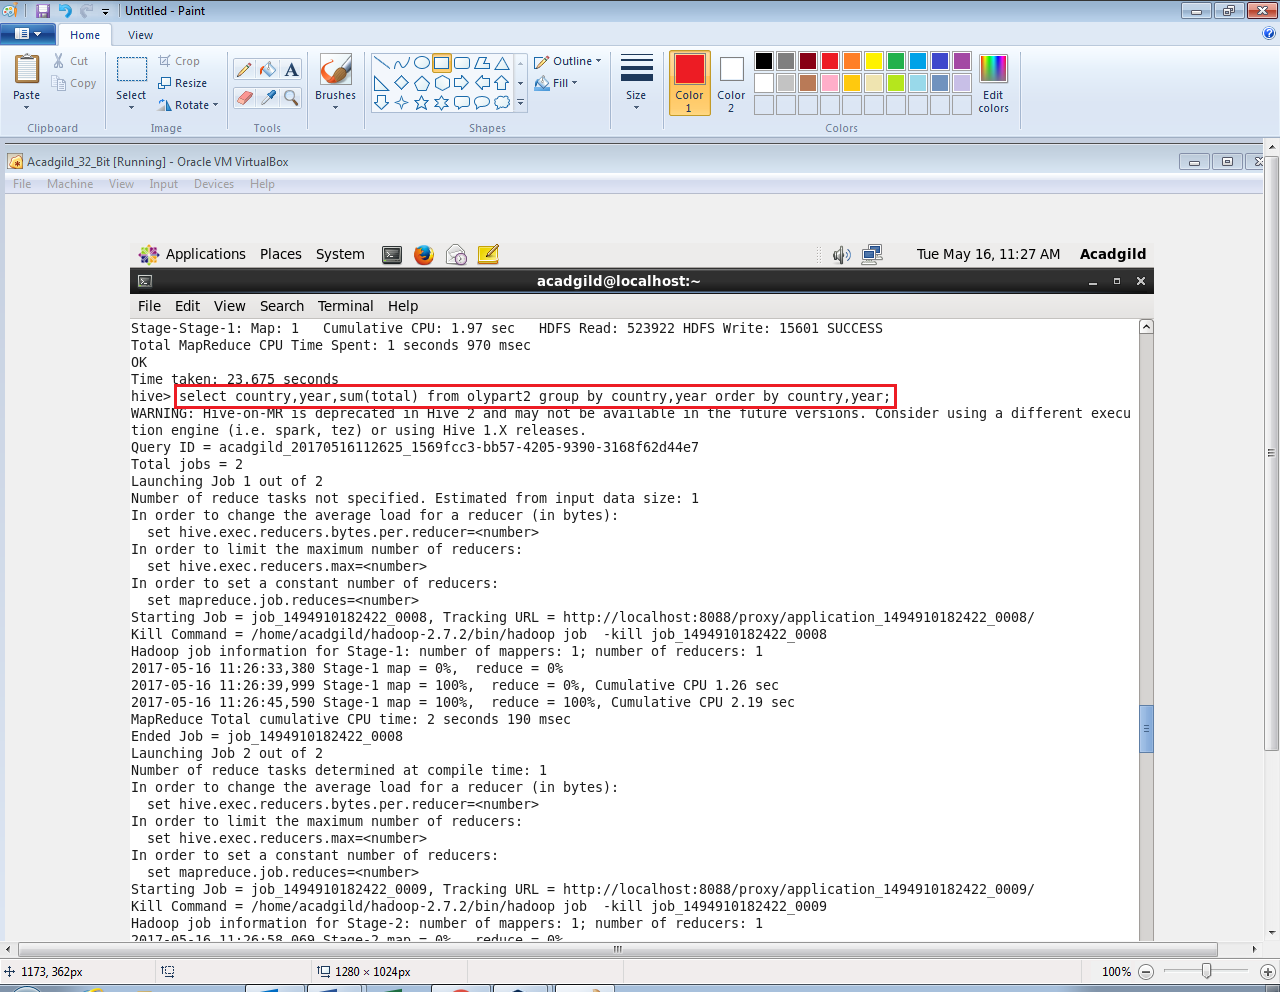 Untitled - Paint
Home
View
Paste
Cut
Copy
Clipboard
Select
Crop
Resize
Rotate
Image
Tools
Brushes
Shapes
Outline
Fill
Size
Color
1
Color
2
Colors
Edit
colors
Acadgild_32_Bit [Running] - Oracle VM VirtualBox
File Machine View Input Devices Help
Applications Places System
Tue May 16, 11:27 AM Acadgild
acadgild@localhost:~
File Edit View Search Terminal Help
Stage-Stage-1: Map: 1   Cumulative CPU: 1.97 sec   HDFS Read: 523922 HDFS Write: 15601 SUCCESS
Total MapReduce CPU Time Spent: 1 seconds 970 msec
OK
Time taken: 23.675 seconds
hive> select country,year,sum(total) from olypart2 group by country,year order by country,year;
WARNING: Hive-on-MR is deprecated in Hive 2 and may not be available in the future versions. Consider using a different execu
tion engine (i.e. spark, tez) or using Hive 1.X releases.
Query ID = acadgild_20170516112625_1569fcc3-bb57-4205-9390-3168f62d44e7
Total jobs = 2
Launching Job 1 out of 2
Number of reduce tasks not specified. Estimated from input data size: 1
In order to change the average load for a reducer (in bytes):
  set hive.exec.reducers.bytes.per.reducer=<number>
In order to limit the maximum number of reducers:
  set hive.exec.reducers.max=<number>
In order to set a constant number of reducers:
  set mapreduce.job.reduces=<number>
Starting Job = job_1494910182422_0008, Tracking URL = http://localhost:8088/proxy/application_1494910182422_0008/
Kill Command = /home/acadgild/hadoop-2.7.2/bin/hadoop job  -kill job_1494910182422_0008
Hadoop job information for Stage-1: number of mappers: 1; number of reducers: 1
2017-05-16 11:26:33,380 Stage-1 map = 0%,  reduce = 0%
2017-05-16 11:26:39,999 Stage-1 map = 100%,  reduce = 0%, Cumulative CPU 1.26 sec
2017-05-16 11:26:45,590 Stage-1 map = 100%,  reduce = 100%, Cumulative CPU 2.19 sec
MapReduce Total cumulative CPU time: 2 seconds 190 msec
Ended Job = job_1494910182422_0008
Launching Job 2 out of 2
Number of reduce tasks determined at compile time: 1
In order to change the average load for a reducer (in bytes):
  set hive.exec.reducers.bytes.per.reducer=<number>
In order to limit the maximum number of reducers:
  set hive.exec.reducers.max=<number>
In order to set a constant number of reducers:
  set mapreduce.job.reduces=<number>
Starting Job = job_1494910182422_0009, Tracking URL = http://localhost:8088/proxy/application_1494910182422_0009/
Kill Command = /home/acadgild/hadoop-2.7.2/bin/hadoop job  -kill job_1494910182422_0009
Hadoop job information for Stage-2: number of mappers: 1; number of reducers: 1
2017-05-16 11:26:58,069 Stage-2 map = 0%,  reduce = 0%
1173, 362px
1280 × 1024px
100%